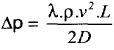 Δp = λ.ρ.v².L / 2D